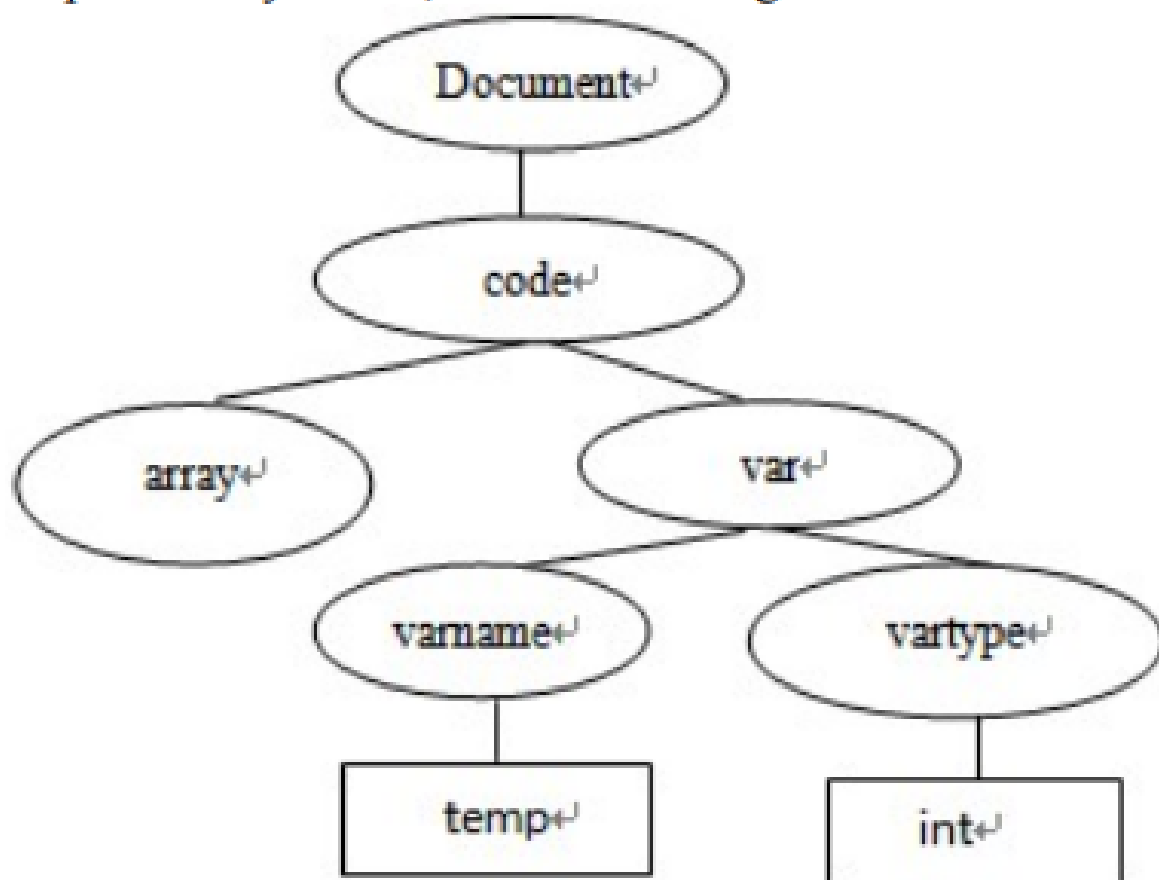 Document↵
code↵
array↵
var↵
varname↵
vartype↵
temp↵
int↵